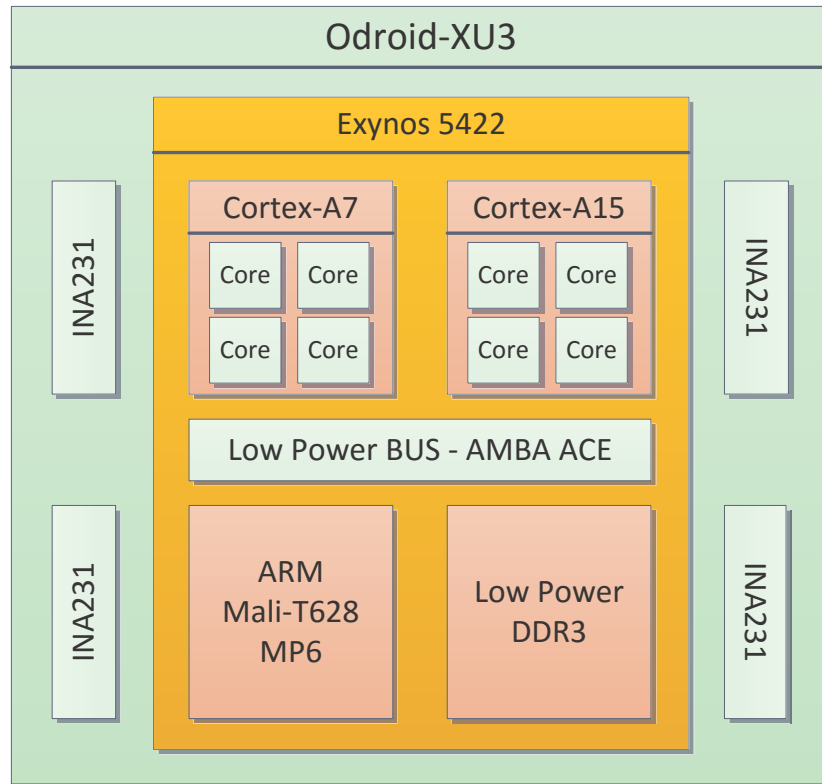 Odroid-XU3
Exynos 5422
INA231
Cortex-A7
Core Core
Core Core
Cortex-A15
Core Core
Core Core
INA231
Low Power BUS - AMBA ACE
INA231
ARM
Mali-T628
MP6
Low Power
DDR3
INA231